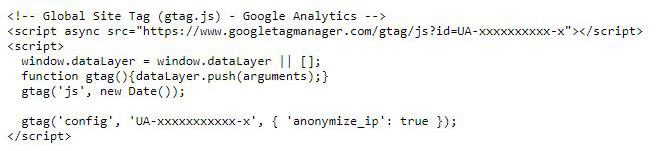 <!-- Global Site Tag (gtag.js) - Google Analytics -->
<script async src="https://www.googletagmanager.com/gtag/js?id=UA-xxxxxxxxxx-x"></script>
<script>
  window.dataLayer = window.dataLayer || [];
  function gtag(){dataLayer.push(arguments);}
  gtag('js', new Date());

  gtag('config', 'UA-xxxxxxxxxxx-x', { 'anonymize_ip': true });
</script>